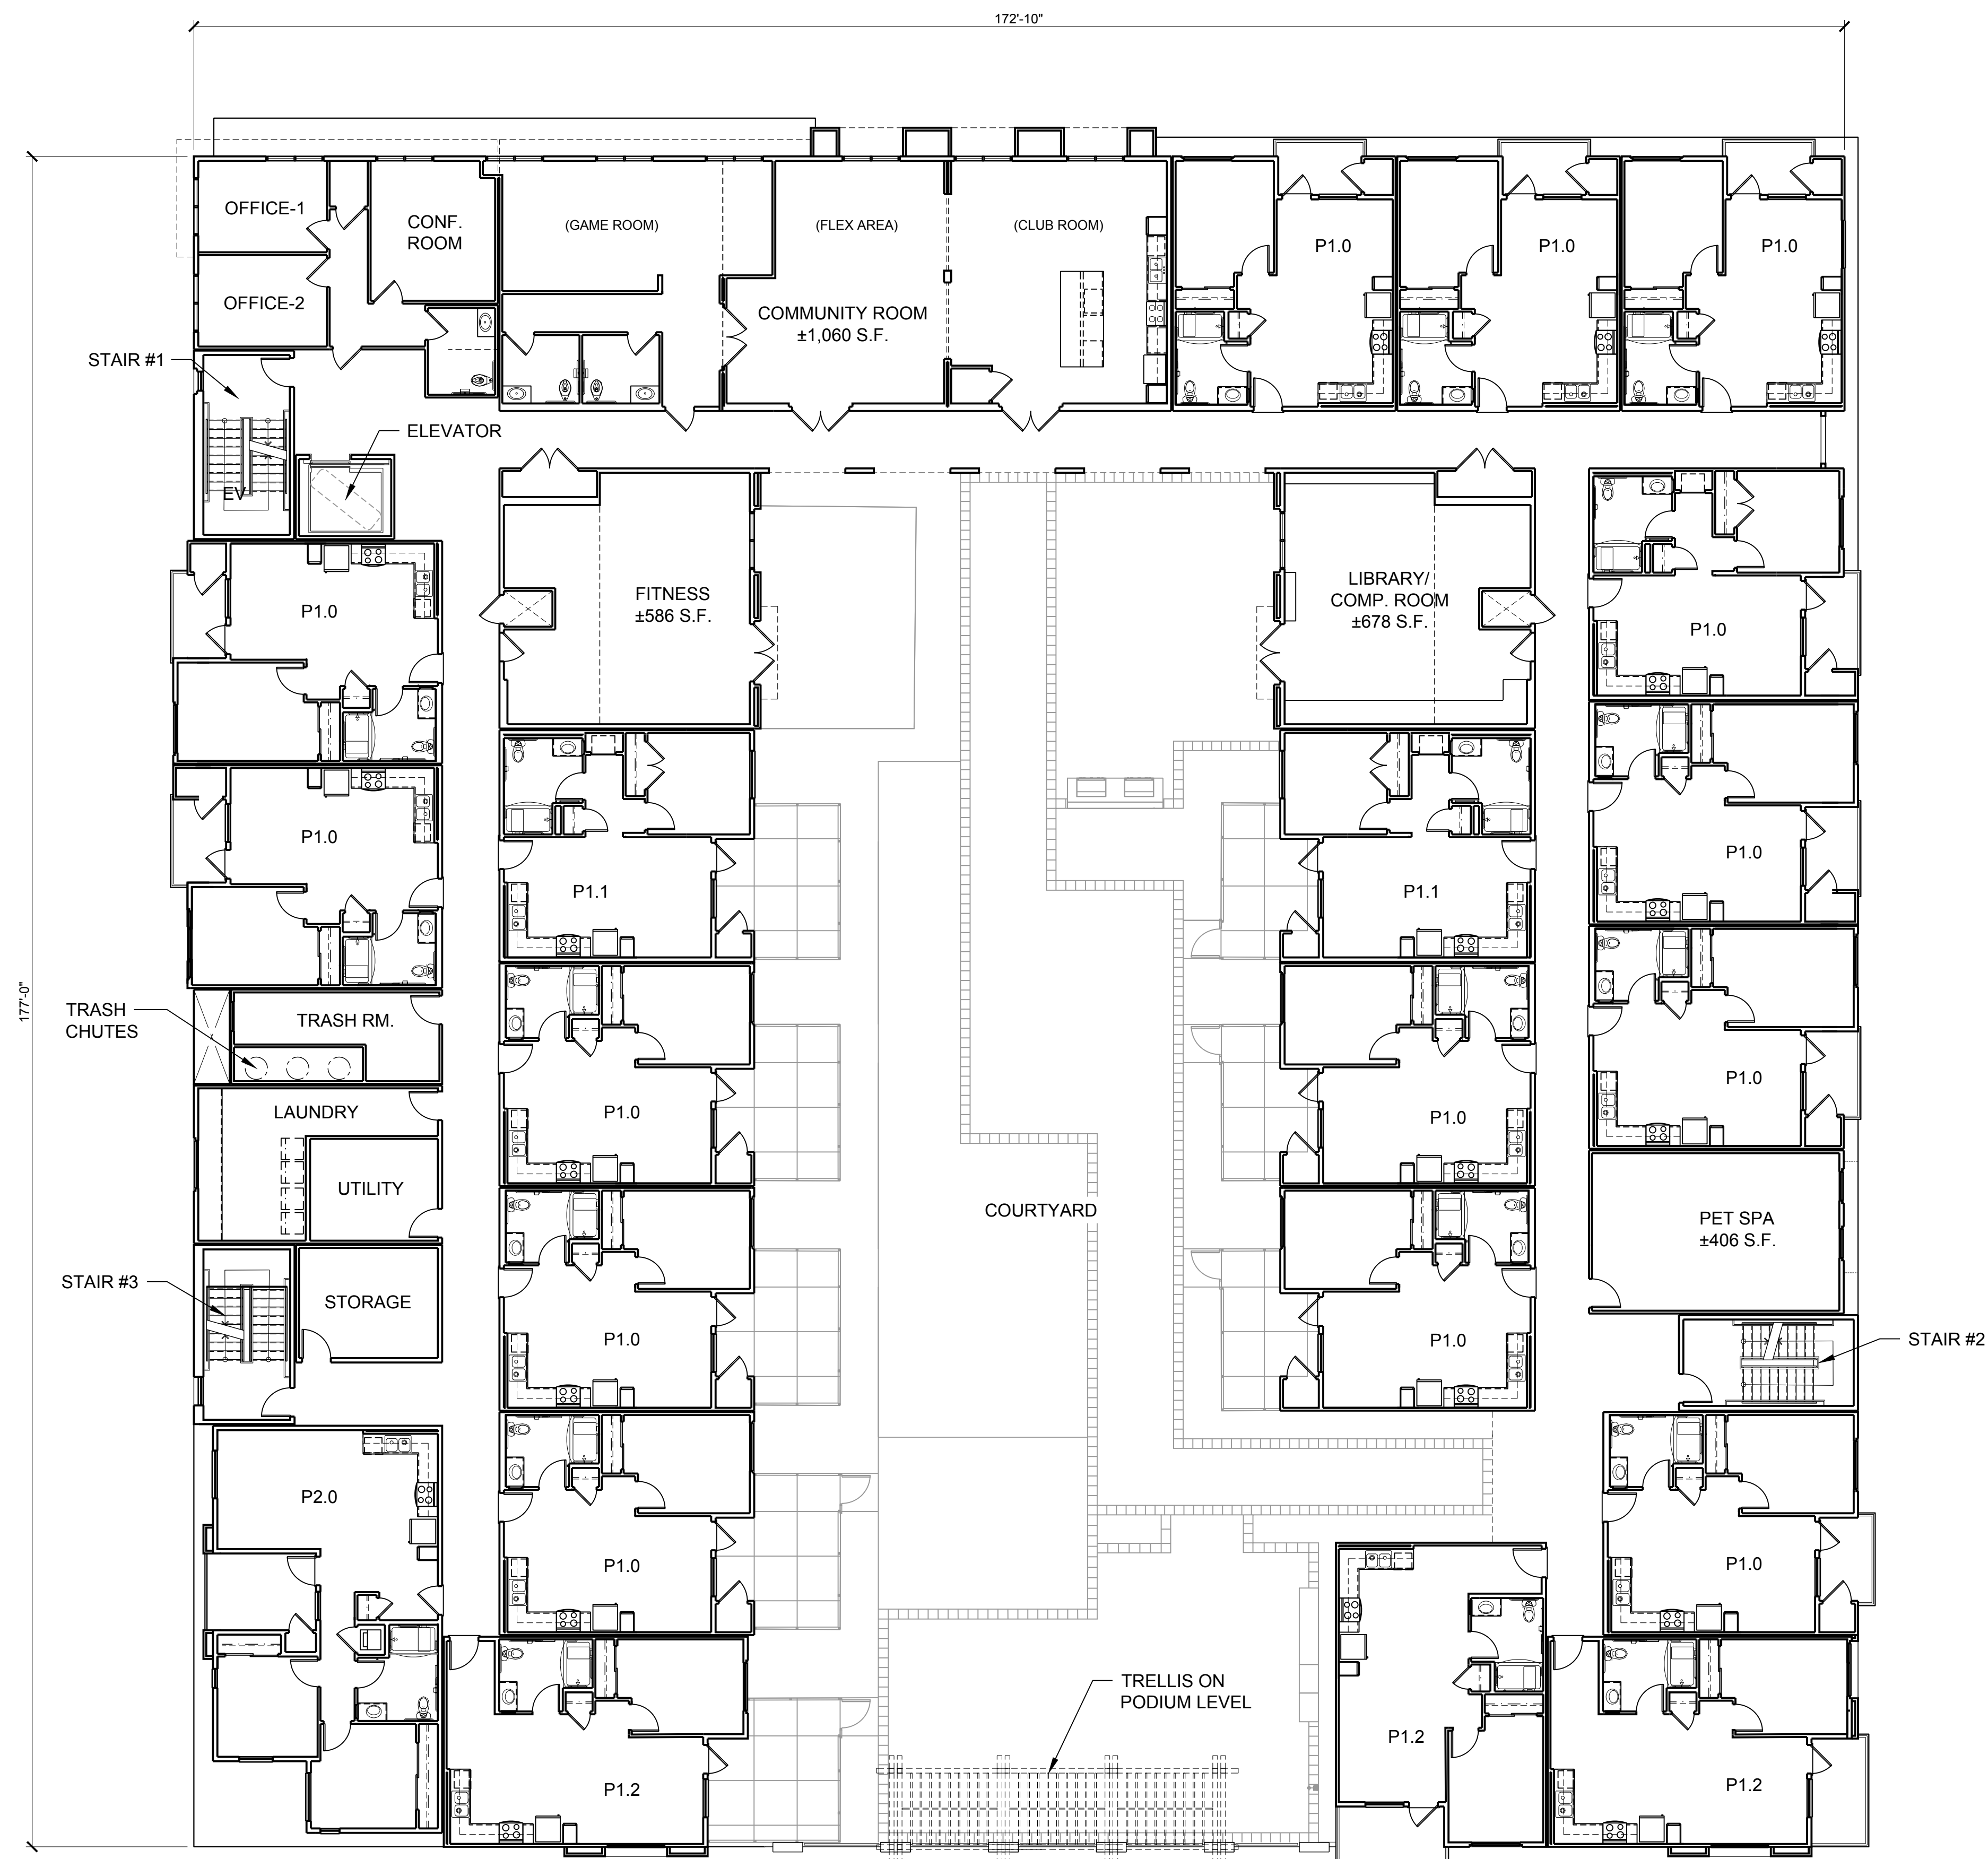 172'-10"
OFFICE-1
CONF.
ROOM
(GAME ROOM)
(FLEX AREA)
(CLUB ROOM)
P1.0
P1.0
P1.0
OFFICE-2
COMMUNITY ROOM
±1,060 S.F.
STAIR #1
ELEVATOR
EV
FITNESS
±586 S.F.
LIBRARY/
COMP. ROOM
±678 S.F.
P1.0
P1.0
P1.0
P1.0
P1.1
P1.1
P1.0
177'-0"
TRASH
CHUTES
TRASH RM.
LAUNDRY
UTILITY
P1.0
P1.0
P1.0
COURTYARD
PET SPA
±406 S.F.
STAIR #3
STORAGE
P1.0
P1.0
STAIR #2
P2.0
P1.0
P1.0
TRELLIS ON
PODIUM LEVEL
P1.2
P1.2
P1.2